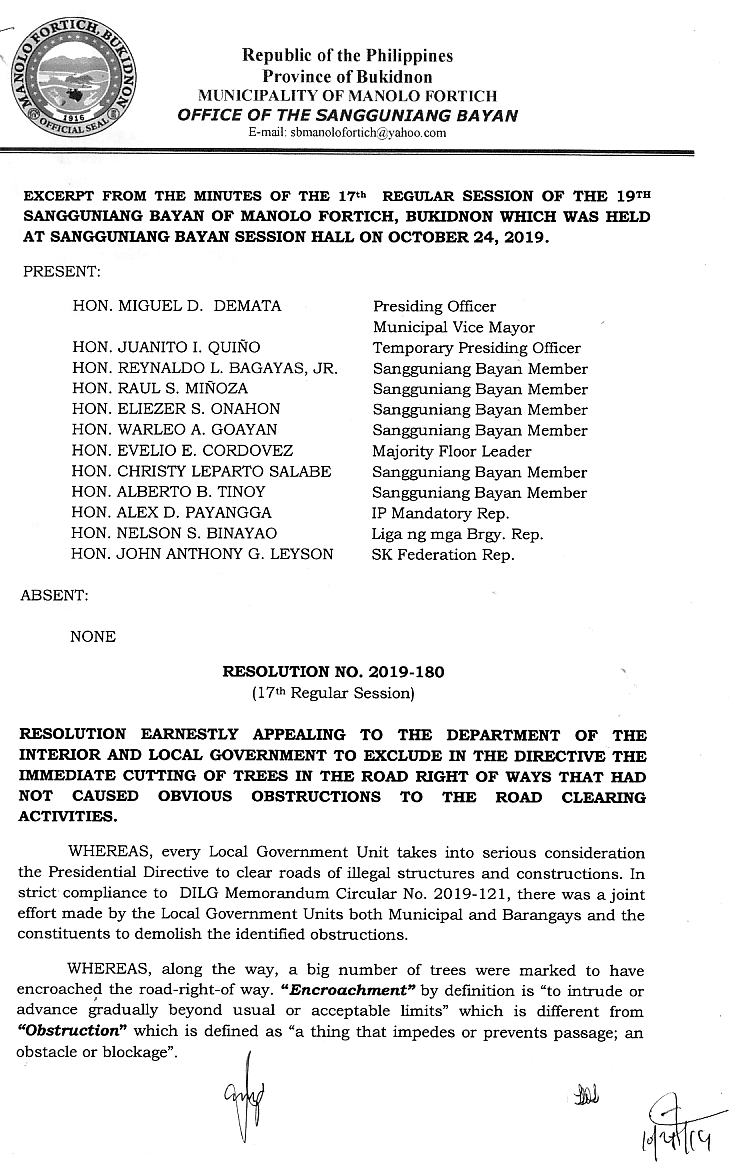 MANOLO FORTICH, BUKIDNON
1916
OFFICIAL SEAL
Republic of the Philippines
Province of Bukidnon
MUNICIPALITY OF MANOLO FORTICH
OFFICE OF THE SANGGUNIANG BAYAN
E-mail: sbmanolofortich@yahoo.com
EXCERPT FROM THE MINUTES OF THE 17th REGULAR SESSION OF THE 19TH
SANGGUNIANG BAYAN OF MANOLO FORTICH, BUKIDNON WHICH WAS HELD
AT SANGGUNIANG BAYAN SESSION HALL ON OCTOBER 24, 2019.
PRESENT:
HON. MIGUEL D. DEMATA Presiding Officer
Municipal Vice Mayor
HON. JUANITO I. QUIÑO Temporary Presiding Officer
HON. REYNALDO L. BAGAYAS, JR. Sangguniang Bayan Member
HON. RAUL S. MIÑOZA Sangguniang Bayan Member
HON. ELIEZER S. ONAHON Sangguniang Bayan Member
HON. WARLEO A. GOAYAN Sangguniang Bayan Member
HON. EVELIO E. CORDOVEZ Majority Floor Leader
HON. CHRISTY LEPARTO SALABE Sangguniang Bayan Member
HON. ALBERTO B. TINOY Sangguniang Bayan Member
HON. ALEX D. PAYANGGA IP Mandatory Rep.
HON. NELSON S. BINAYAO Liga ng mga Brgy. Rep.
HON. JOHN ANTHONY G. LEYSON SK Federation Rep.
ABSENT:
NONE
RESOLUTION NO. 2019-180
(17th Regular Session)
RESOLUTION EARNESTLY APPEALING TO THE DEPARTMENT OF THE
INTERIOR AND LOCAL GOVERNMENT TO EXCLUDE IN THE DIRECTIVE THE
IMMEDIATE CUTTING OF TREES IN THE ROAD RIGHT OF WAYS THAT HAD
NOT CAUSED OBVIOUS OBSTRUCTIONS TO THE ROAD CLEARING
ACTIVITIES.
WHEREAS, every Local Government Unit takes into serious consideration
the Presidential Directive to clear roads of illegal structures and constructions. In
strict compliance to DILG Memorandum Circular No. 2019-121, there was a joint
effort made by the Local Government Units both Municipal and Barangays and the
constituents to demolish the identified obstructions.
WHEREAS, along the way, a big number of trees were marked to have
encroached the road-right-of way. "Encroachment" by definition is "to intrude or
advance gradually beyond usual or acceptable limits" which is different from
"Obstruction" which is defined as "a thing that impedes or prevents passage; an
obstacle or blockage".